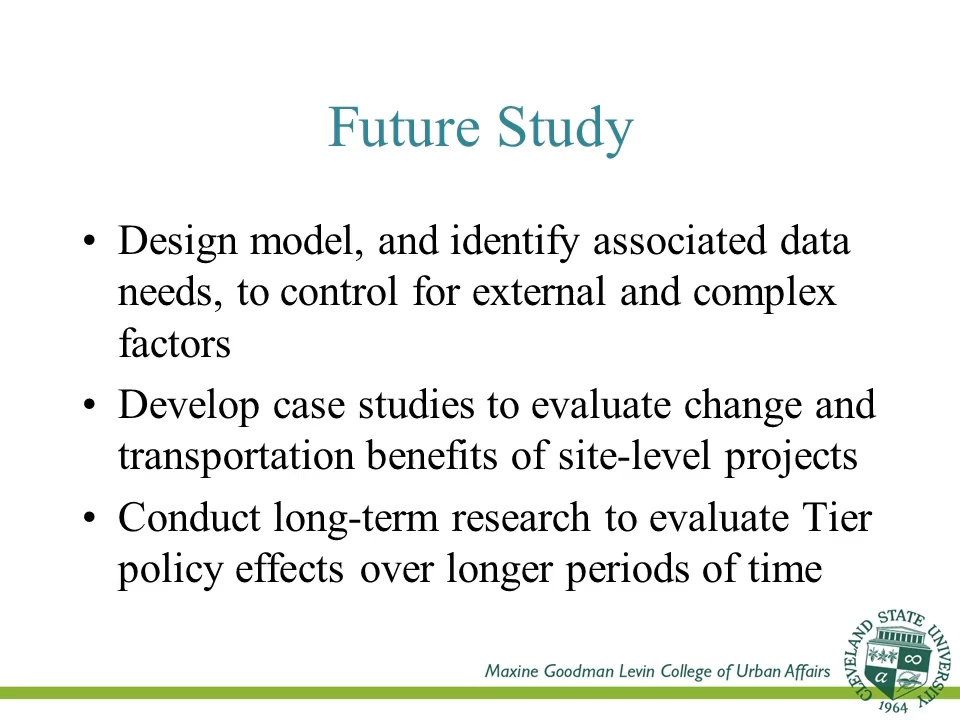 Future Study
• Design model, and identify associated data
needs, to control for external and complex
factors
• Develop case studies to evaluate change and
transportation benefits of site-level projects
• Conduct long-term research to evaluate Tier
policy effects over longer periods of time
Maxine Goodman Levin College of Urban Affairs
CLEVELAND STATE UNIVERSITY
α ∞
1964